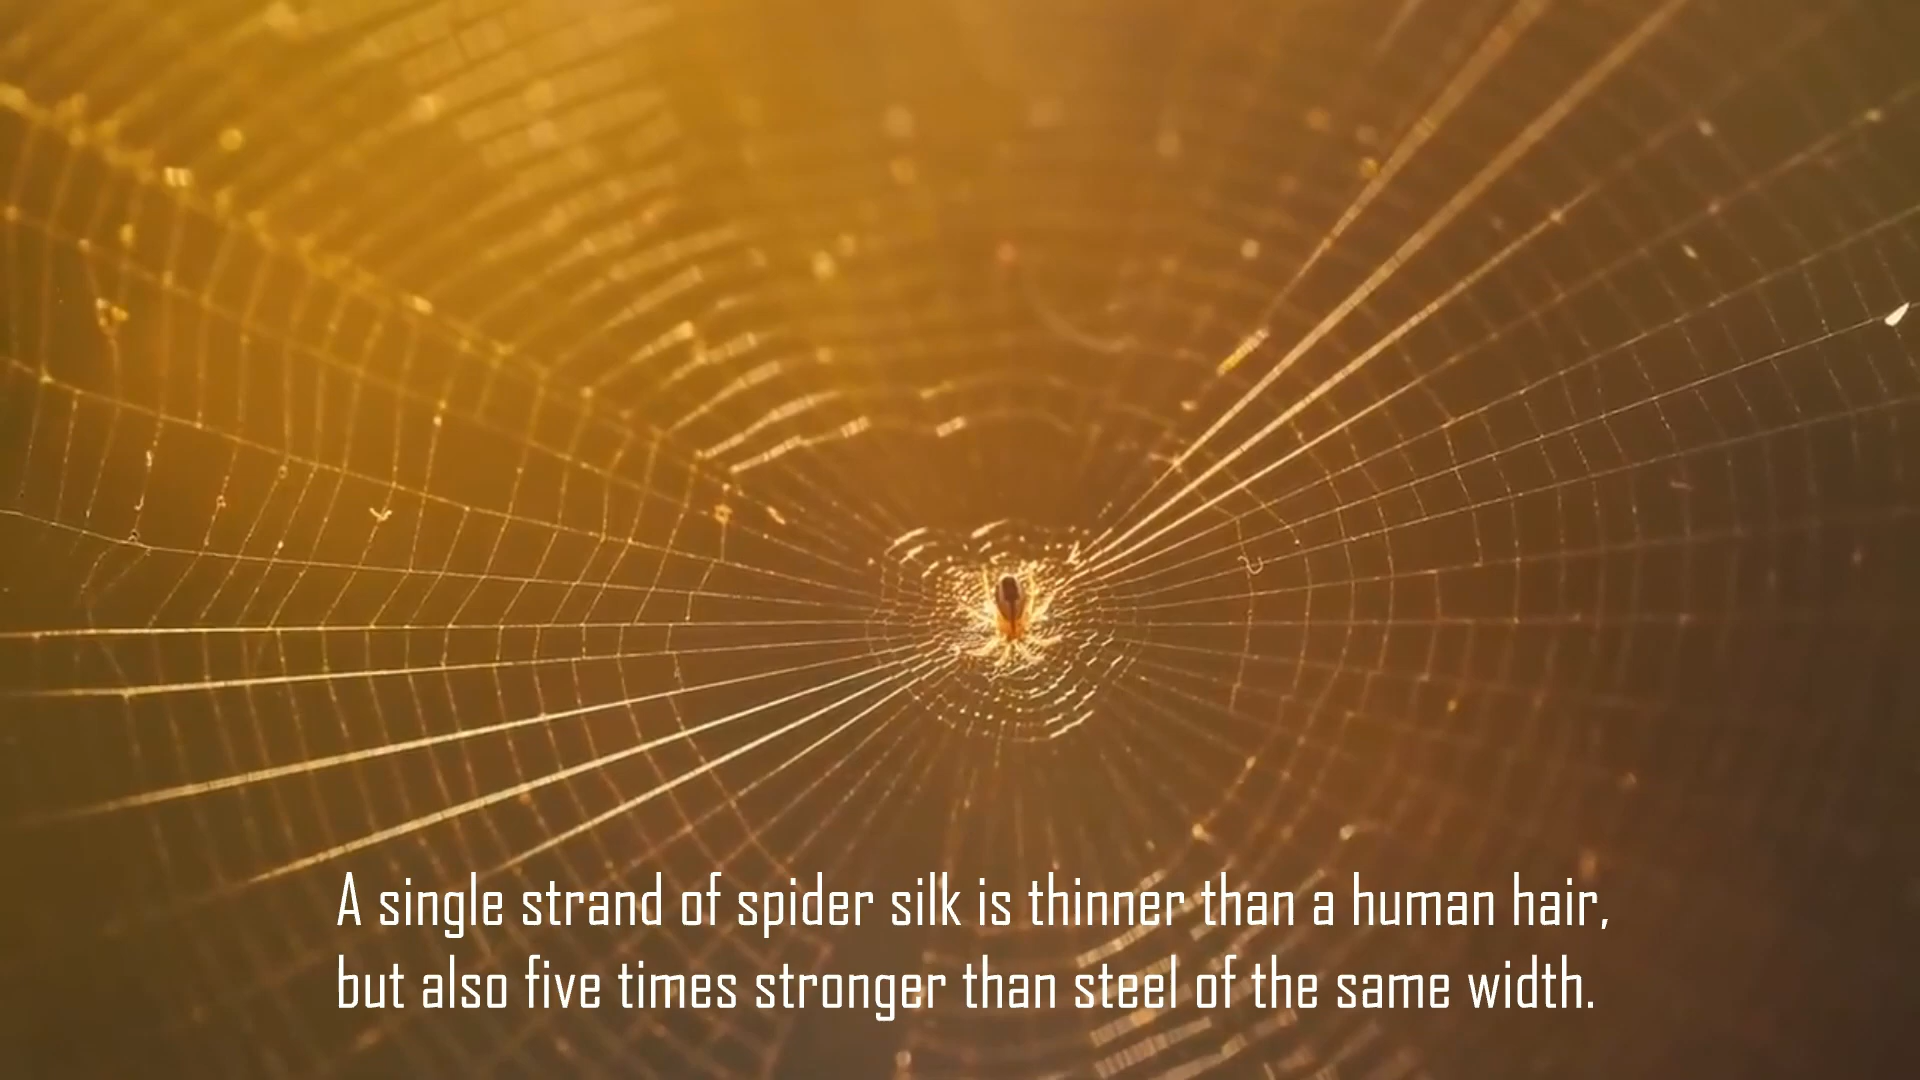 A single strand of spider silk is thinner than a human hair,
but also five times stronger than steel of the same width.